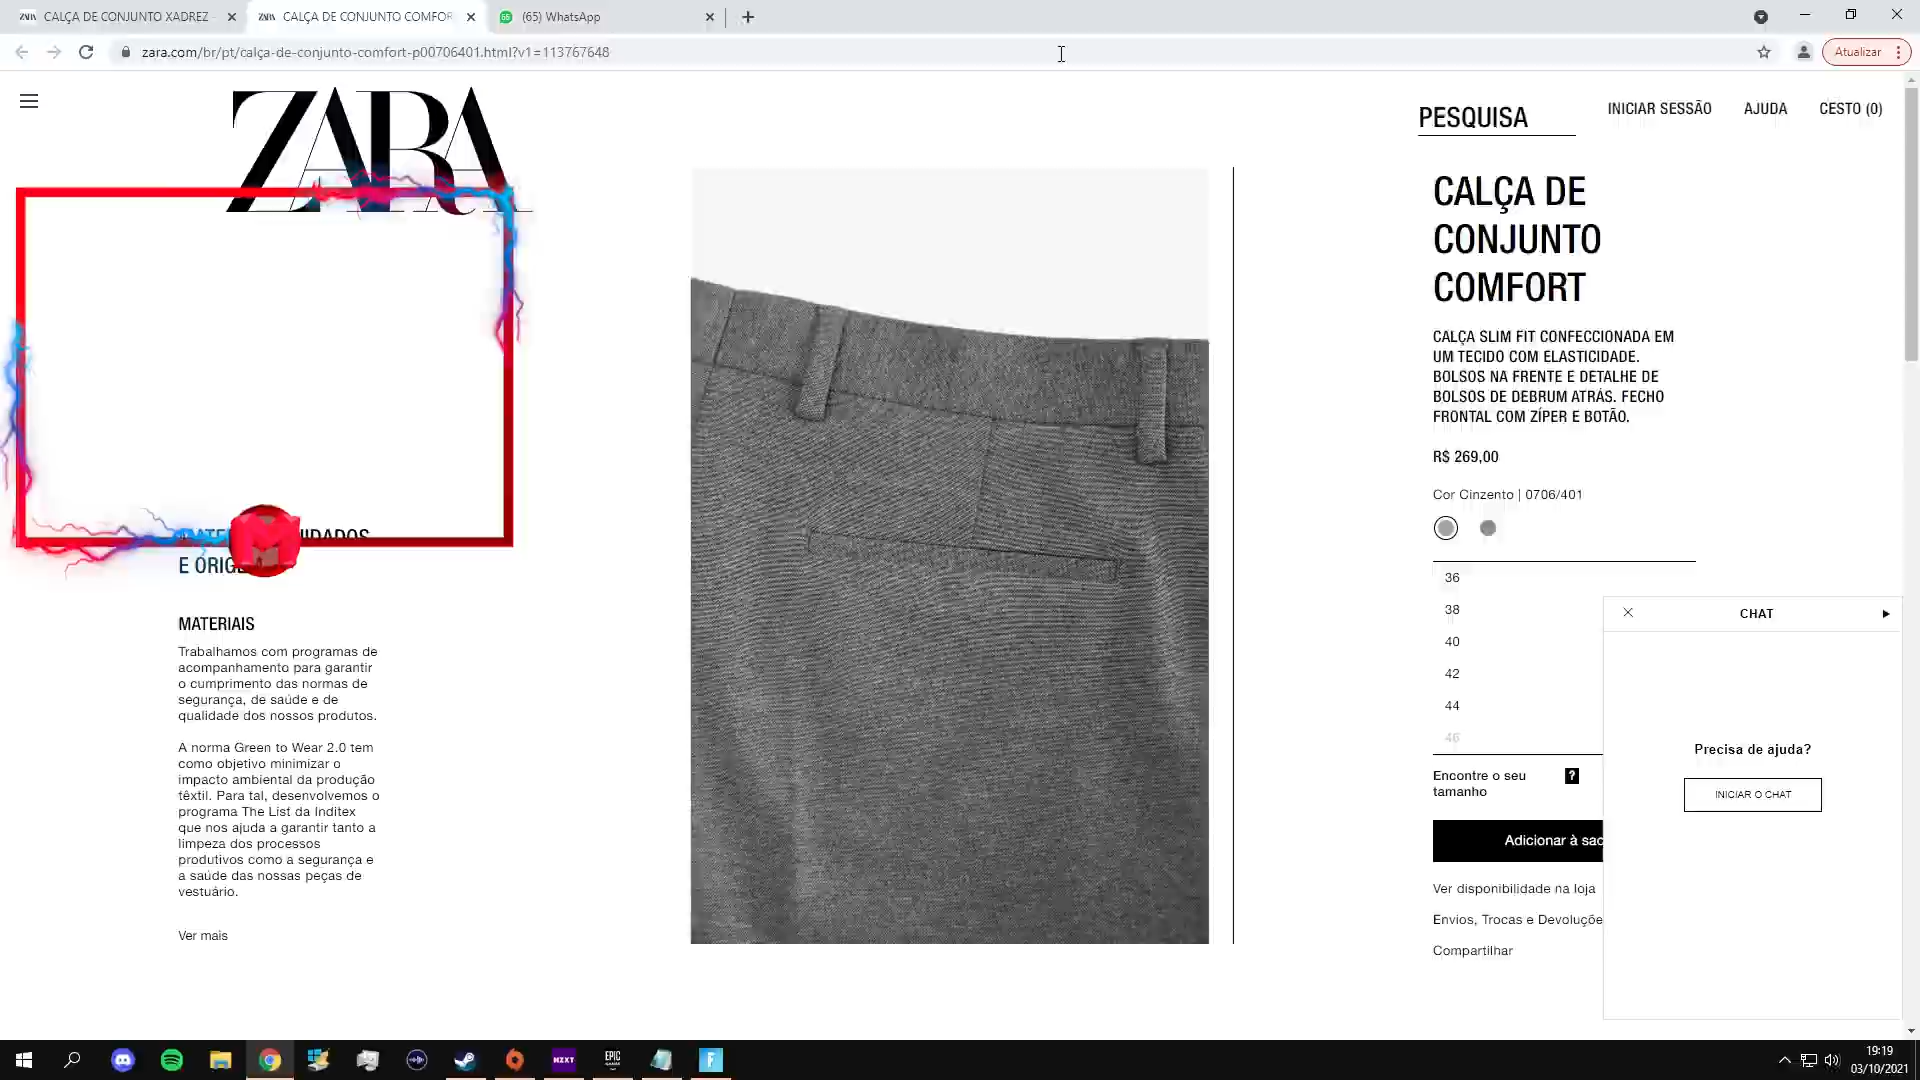 ZARA CALÇA DE CONJUNTO XADREZ
ZARA CALÇA DE CONJUNTO COMFOR
(65) WhatsApp
zara.com/br/pt/calça-de-conjunto-comfort-p00706401.html?v1=113767648
Atualizar
ZARA
PESQUISA
INICIAR SESSÃO
AJUDA
CESTO (0)
E ORIGE
MATERIAIS
Trabalhamos com programas de
acompanhamento para garantir
o cumprimento das normas de
segurança, de saúde e de
qualidade dos nossos produtos.
A norma Green to Wear 2.0 tem
como objetivo minimizar o
impacto ambiental da produção
têxtil. Para tal, desenvolvemos o
programa The List da Inditex
que nos ajuda a garantir tanto a
limpeza dos processos
produtivos como a segurança e
a saúde das nossas peças de
vestuário.
Ver mais
CALÇA DE
CONJUNTO
COMFORT
CALÇA SLIM FIT CONFECCIONADA EM
UM TECIDO COM ELASTICIDADE.
BOLSOS NA FRENTE E DETALHE DE
BOLSOS DE DEBRUM ATRÁS. FECHO
FRONTAL COM ZÍPER E BOTÃO.
R$ 269,00
Cor Cinzento | 0706/401
36
38
40
42
44
46
Encontre o seu
tamanho
?
Adicionar à sac
Ver disponibilidade na loja
Envios, Trocas e Devoluçõe
Compartilhar
CHAT
Precisa de ajuda?
INICIAR O CHAT
NZXT
EPIC
GAMES
19:19
03/10/2021